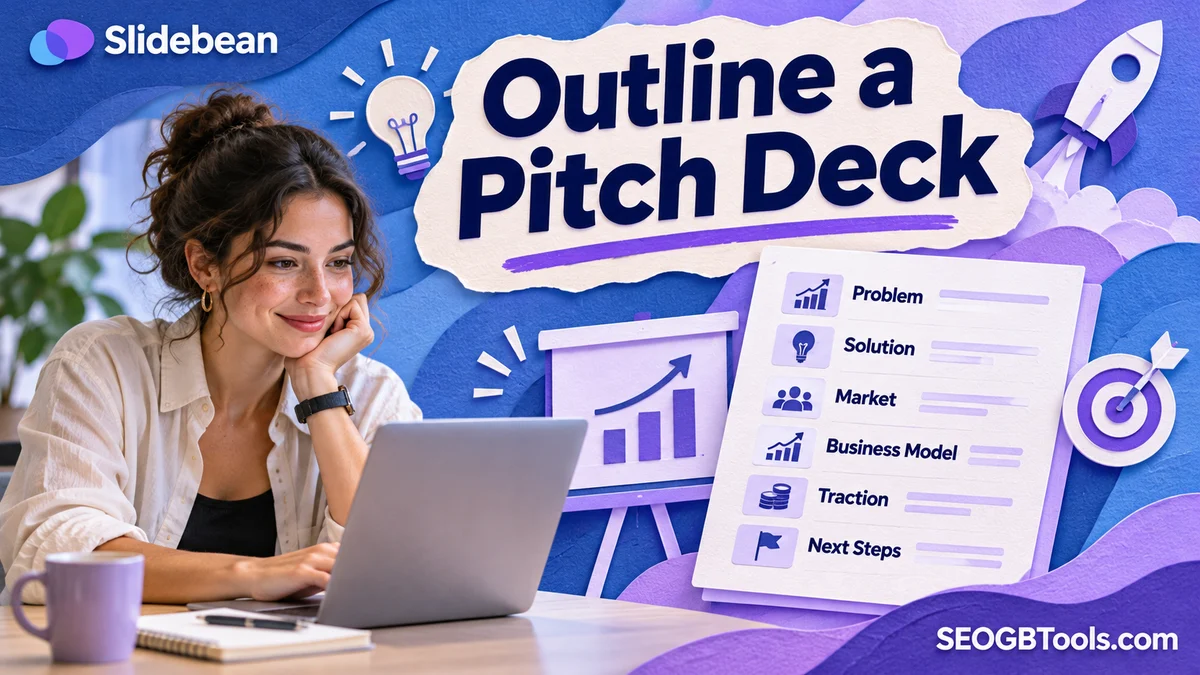 Slidebean
Outline a
Pitch Deck
Problem
Solution
Market
Business Model
Traction
Next Steps
SEOGBTools.com